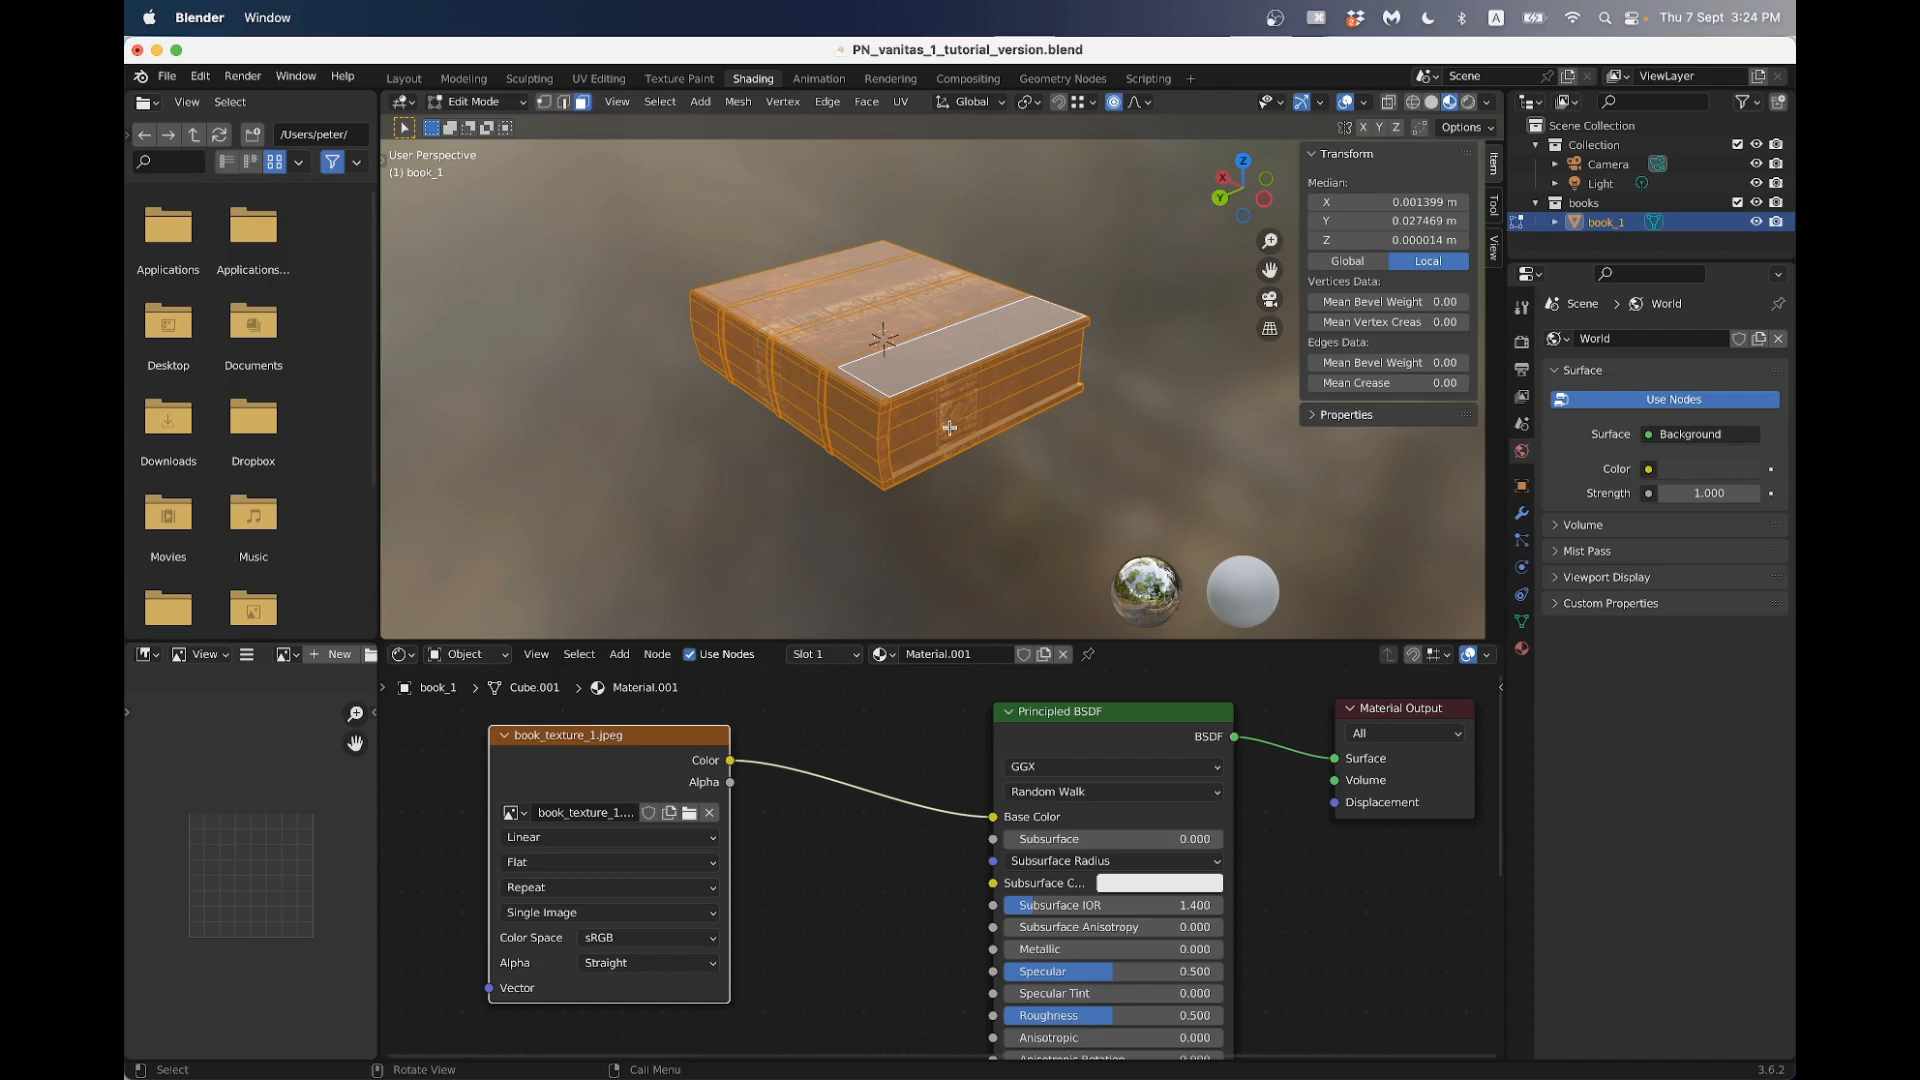 Blender Window
A
Thu 7 Sept 3:24 PM
PN_vanitas_1_tutorial_version.blend
File Edit Render Window Help
Layout Modeling Sculpting UV Editing Texture Paint Shading Animation Rendering Compositing Geometry Nodes Scripting +
Scene
ViewLayer
View Select
Edit Mode View Select Add Mesh Vertex Edge Face UV Global
/Users/peter/
X Y Z Options
User Perspective
(1) book_1
Z
X
Y
Applications
Applications...
Desktop
Documents
Downloads
Dropbox
Movies
Music
Transform
Median:
X 0.001399 m
Y 0.027469 m
Z 0.000014 m
Global Local
Vertices Data:
Mean Bevel Weight 0.00
Mean Vertex Creas 0.00
Edges Data:
Mean Bevel Weight 0.00
Mean Crease 0.00
Properties
Item
Tool
View
Scene Collection
Collection
Camera
Light
books
book_1
Scene > World
World
Surface
Use Nodes
Surface Background
Color
Strength 1.000
Volume
Mist Pass
Viewport Display
Custom Properties
View + New
Object View Select Add Node Use Nodes Slot 1 Material.001
book_1 > Cube.001 > Material.001
book_texture_1.jpeg
Color
Alpha
book_texture_1....
Linear
Flat
Repeat
Single Image
Color Space sRGB
Alpha Straight
Vector
Principled BSDF
BSDF
GGX
Random Walk
Base Color
Subsurface 0.000
Subsurface Radius
Subsurface C...
Subsurface IOR 1.400
Subsurface Anisotropy 0.000
Metallic 0.000
Specular 0.500
Specular Tint 0.000
Roughness 0.500
Anisotropic 0.000
Anisotropic Rotation 0.000
Material Output
All
Surface
Volume
Displacement
Select Rotate View Call Menu 3.6.2